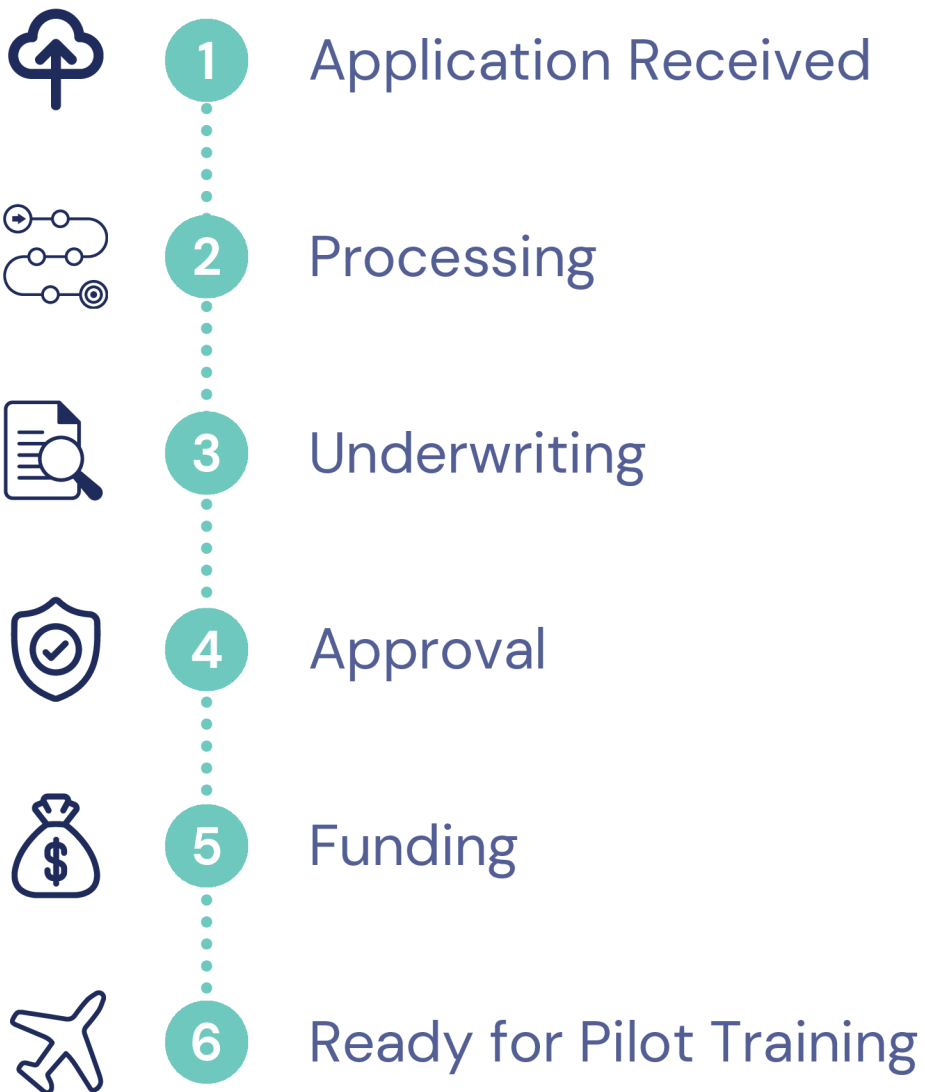 1 Application Received
2 Processing
3 Underwriting
4 Approval
$ 5 Funding
6 Ready for Pilot Training